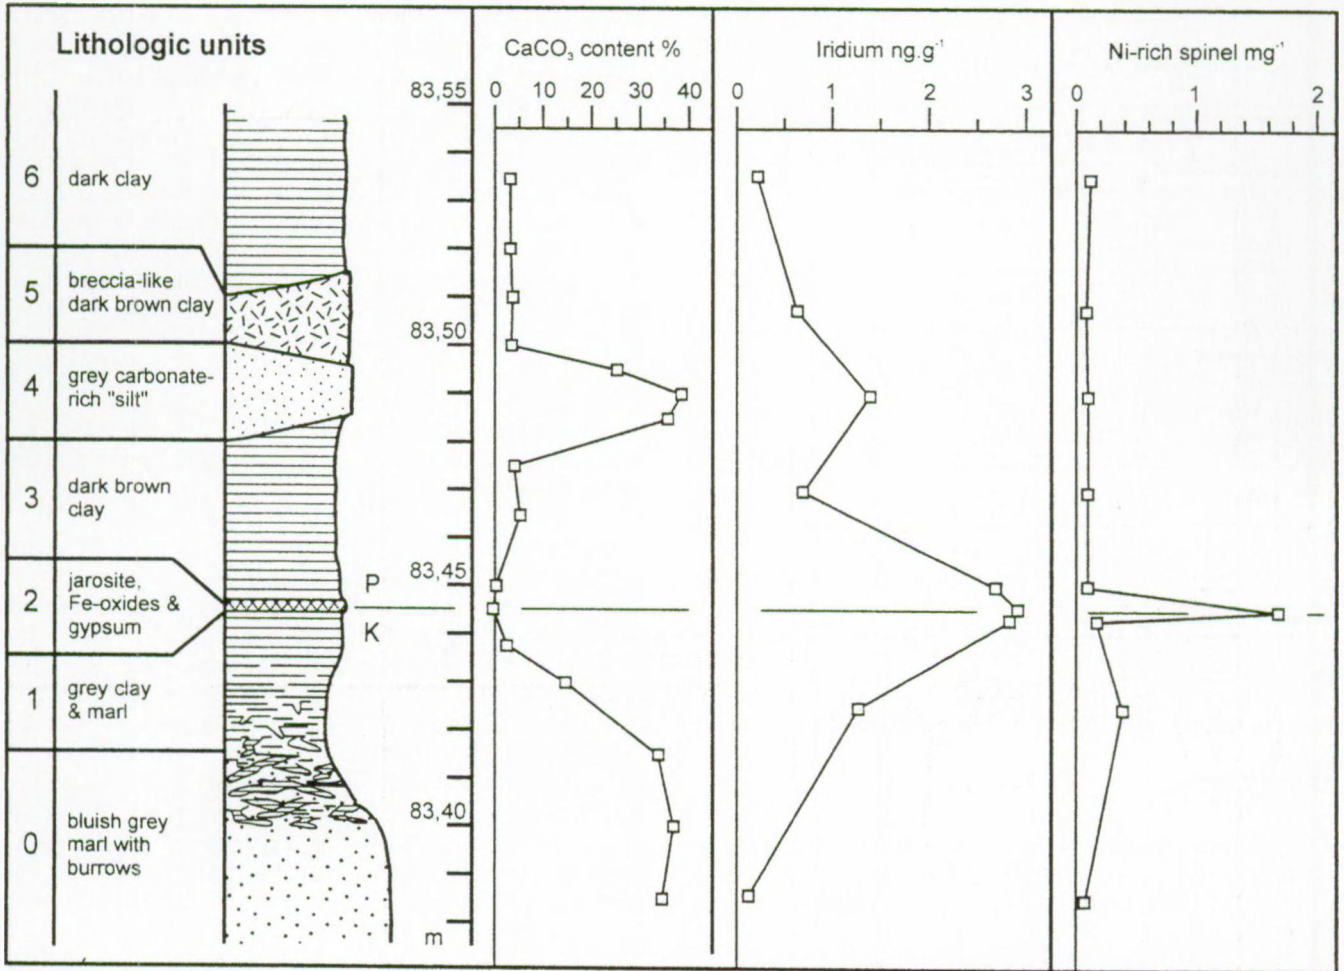 Lithologic units
CaCO₃ content %
Iridium ng.g⁻¹
Ni-rich spinel mg⁻¹
0 10 20 30 40
0 1 2 3
0 1 2
83,55
6 dark clay
5 breccia-like
dark brown clay
83,50
4 grey carbonate-
rich "silt"
3 dark brown
clay
83,45
2 jarosite,
Fe-oxides &
gypsum
P
K
1 grey clay
& marl
83,40
0 bluish grey
marl with
burrows
m